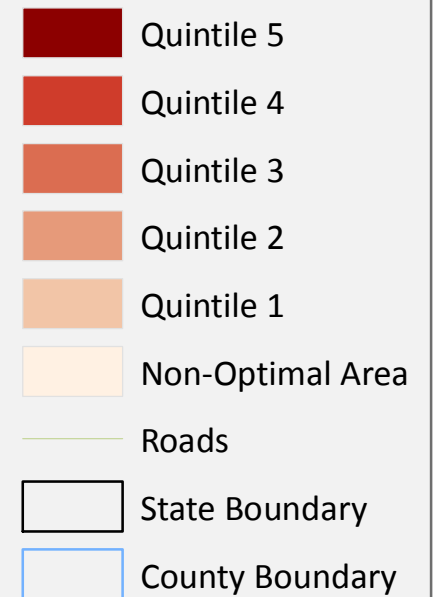 Quintile 5
Quintile 4
Quintile 3
Quintile 2
Quintile 1
Non-Optimal Area
Roads
State Boundary
County Boundary